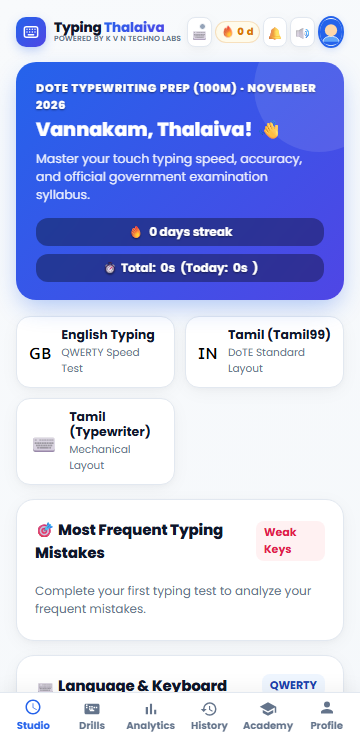 Typing Thalaiva
POWERED BY K V N TECHNO LABS
0 d
DOTE TYPEWRITING PREP (100M) • NOVEMBER
2026
Vannakam, Thalaiva!
Master your touch typing speed, accuracy,
and official government examination
syllabus.
0 days streak
Total: 0s (Today: 0s )
GB
English Typing
QWERTY Speed
Test
IN
Tamil (Tamil99)
DoTE Standard
Layout
Tamil
(Typewriter)
Mechanical
Layout
Most Frequent Typing
Mistakes
Weak
Keys
Complete your first typing test to analyze your
frequent mistakes.
Language & Keyboard
QWERTY
Studio
Drills
Analytics
History
Academy
Profile